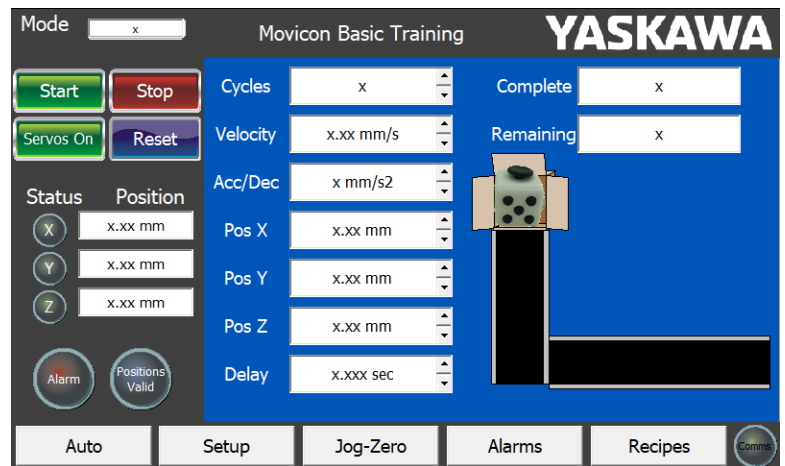 Mode x Movicon Basic Training YASKAWA
Start Stop Cycles x Complete x
Servos On Reset Velocity x.xx mm/s Remaining x
Acc/Dec x mm/s2
Status Position
X x.xx mm Pos X x.xx mm
Y x.xx mm Pos Y x.xx mm
Z x.xx mm Pos Z x.xx mm
Alarm Positions Valid Delay x.xxx sec
Auto Setup Jog-Zero Alarms Recipes Comms